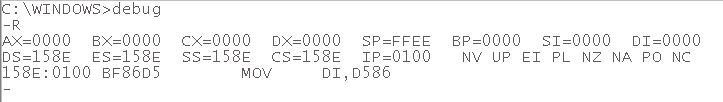 C:\WINDOWS>debug
-R
AX=0000  BX=0000  CX=0000  DX=0000  SP=FFEE  BP=0000  SI=0000  DI=0000
DS=158E  ES=158E  SS=158E  CS=158E  IP=0100   NV UP EI PL NZ NA PO NC
158E:0100 BF86D5        MOV     DI,D586
-